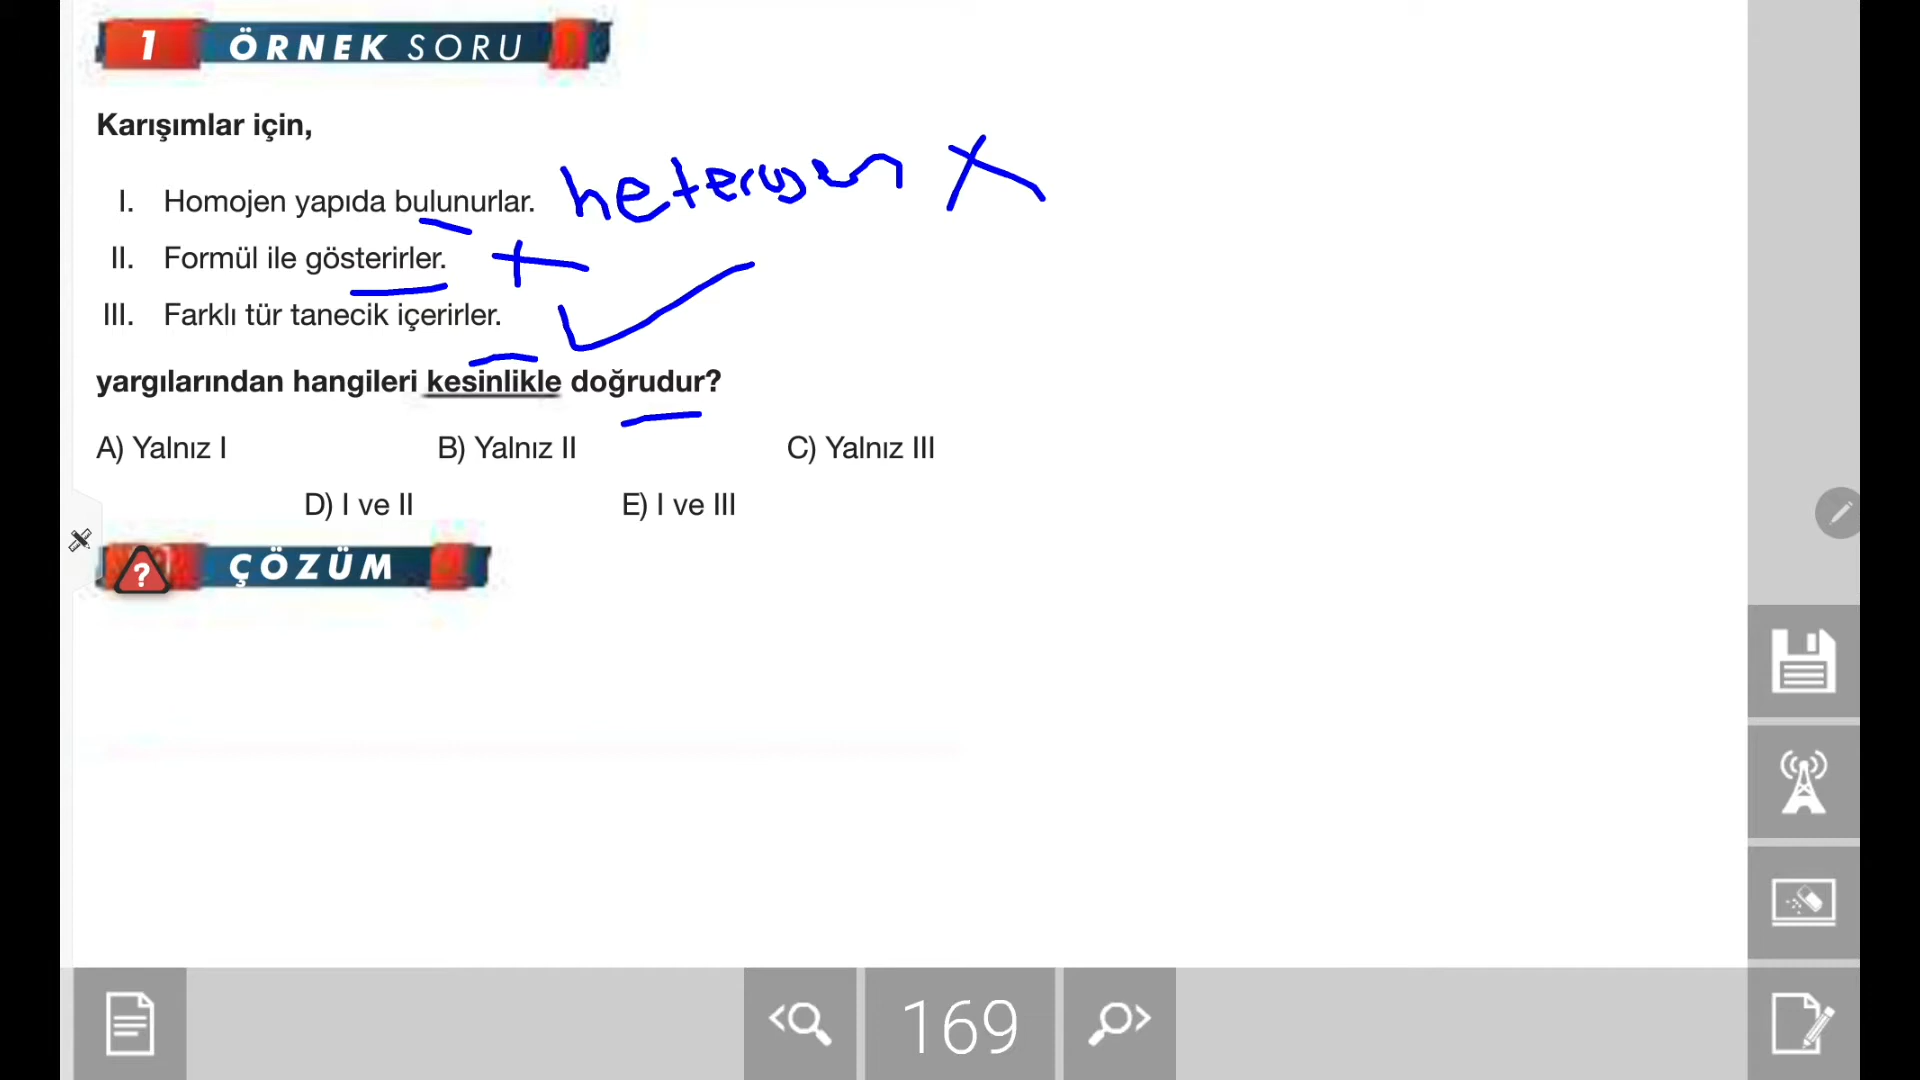 1 ÖRNEK SORU
Karışımlar için,
I. Homojen yapıda bulunurlar. heterojen X
II. Formül ile gösterirler.
III. Farklı tür tanecik içerirler.
yargılarından hangileri kesinlikle doğrudur?
A) Yalnız I B) Yalnız II C) Yalnız III
D) I ve II E) I ve III
? ÇÖZÜM
169